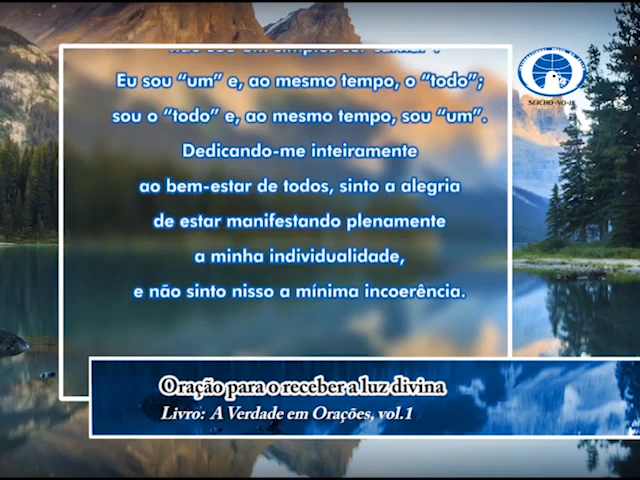 Eu sou “um” e, ao mesmo tempo, o “todo”;
sou o “todo” e, ao mesmo tempo, sou “um”.
Dedicando-me inteiramente
ao bem-estar de todos, sinto a alegria
de estar manifestando plenamente
a minha individualidade,
e não sinto nisso a mínima incoerência.
SEICHO-NO-IE
Oração para o receber a luz divina
Livro: A Verdade em Orações, vol.1